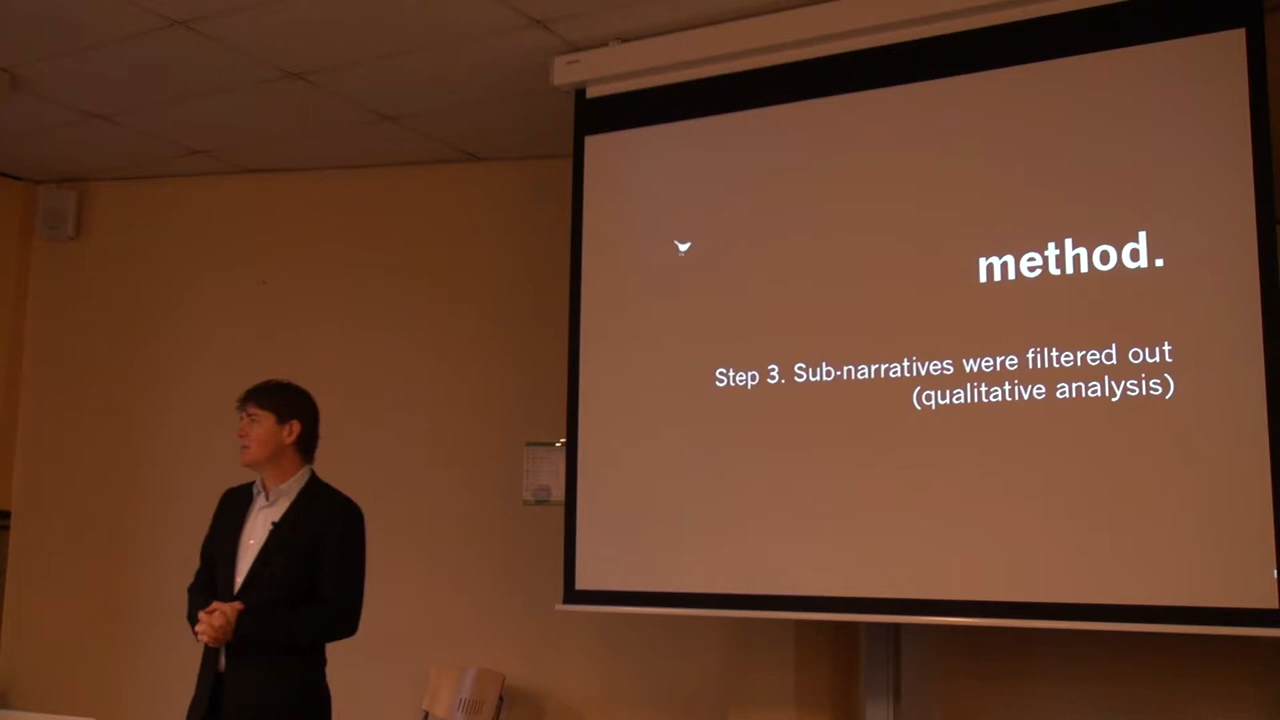 method.
Step 3. Sub-narratives were filtered out
(qualitative analysis)